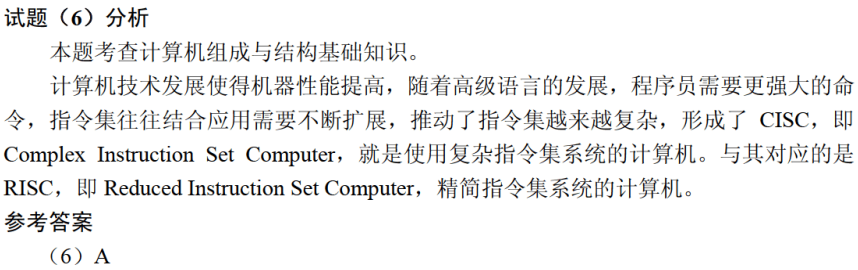 试题（6）分析
本题考查计算机组成与结构基础知识。
计算机技术发展使得机器性能提高，随着高级语言的发展，程序员需要更强大的命
令，指令集往往结合应用需要不断扩展，推动了指令集越来越复杂，形成了 CISC，即
Complex Instruction Set Computer，就是使用复杂指令集系统的计算机。与其对应的是
RISC，即 Reduced Instruction Set Computer，精简指令集系统的计算机。
参考答案
（6）A